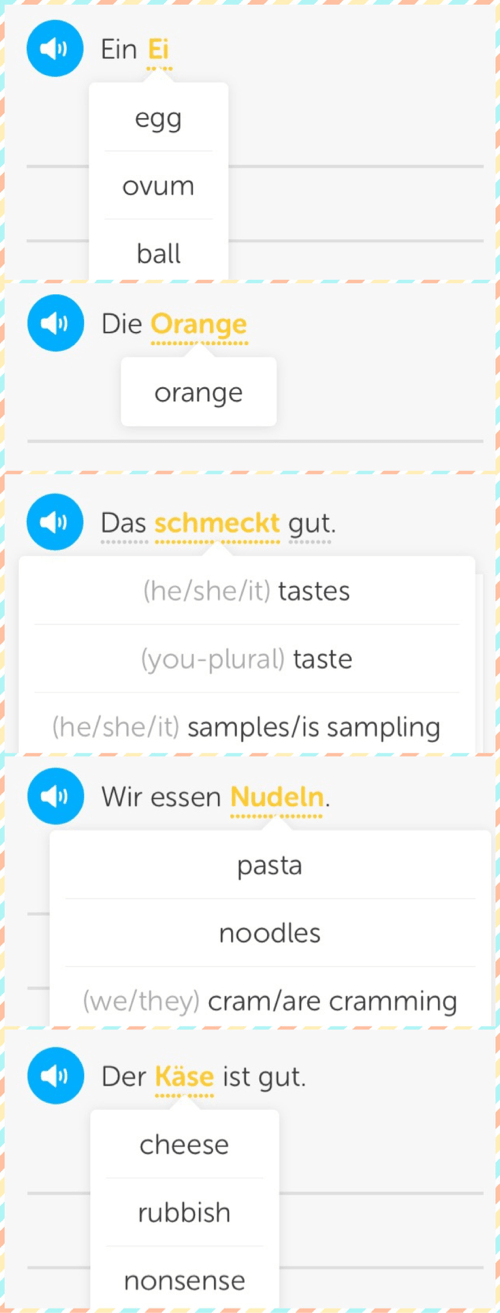 Ein Ei
egg
ovum
ball
Die Orange
orange
Das schmeckt gut.
(he/she/it) tastes
(you-plural) taste
(he/she/it) samples/is sampling
Wir essen Nudeln.
pasta
noodles
(we/they) cram/are cramming
Der Käse ist gut.
cheese
rubbish
nonsense